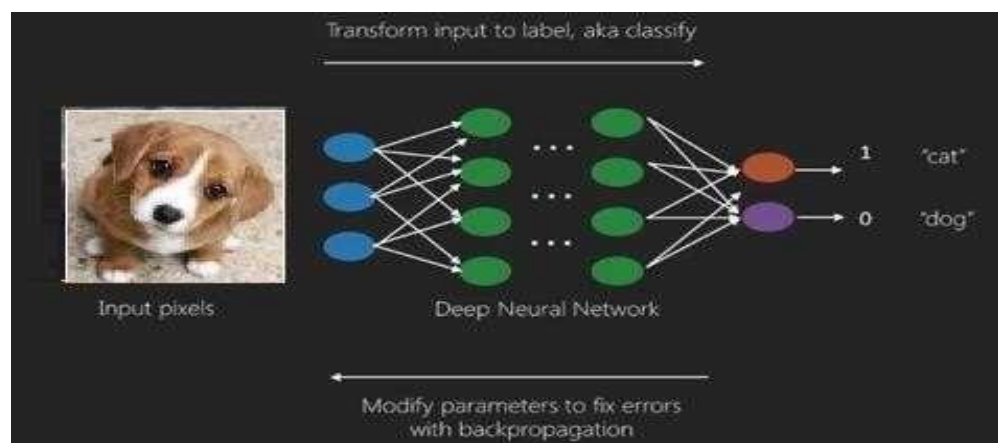 Transform input to label, aka classify
1 "cat"
0 "dog"
Input pixels
Deep Neural Network
Modify parameters to fix errors
with backpropagation